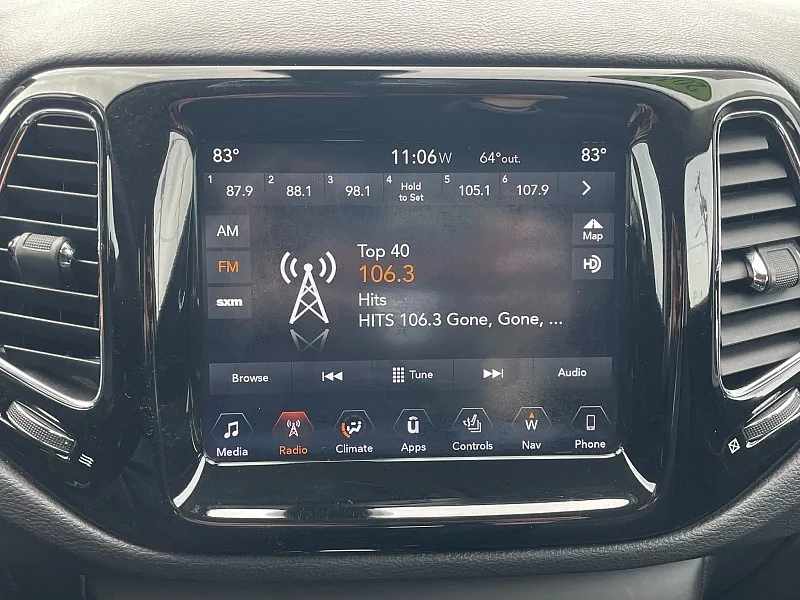 83° 11:06 W 64°out. 83°
1 87.9 2 88.1 3 98.1 4 Hold to Set 5 105.1 6 107.9 >
AM
FM
sxm
Top 40
106.3
Hits
HITS 106.3 Gone, Gone, ...
Map
HD
Browse Tune Audio
u W
Media Radio Climate Apps Controls Nav Phone